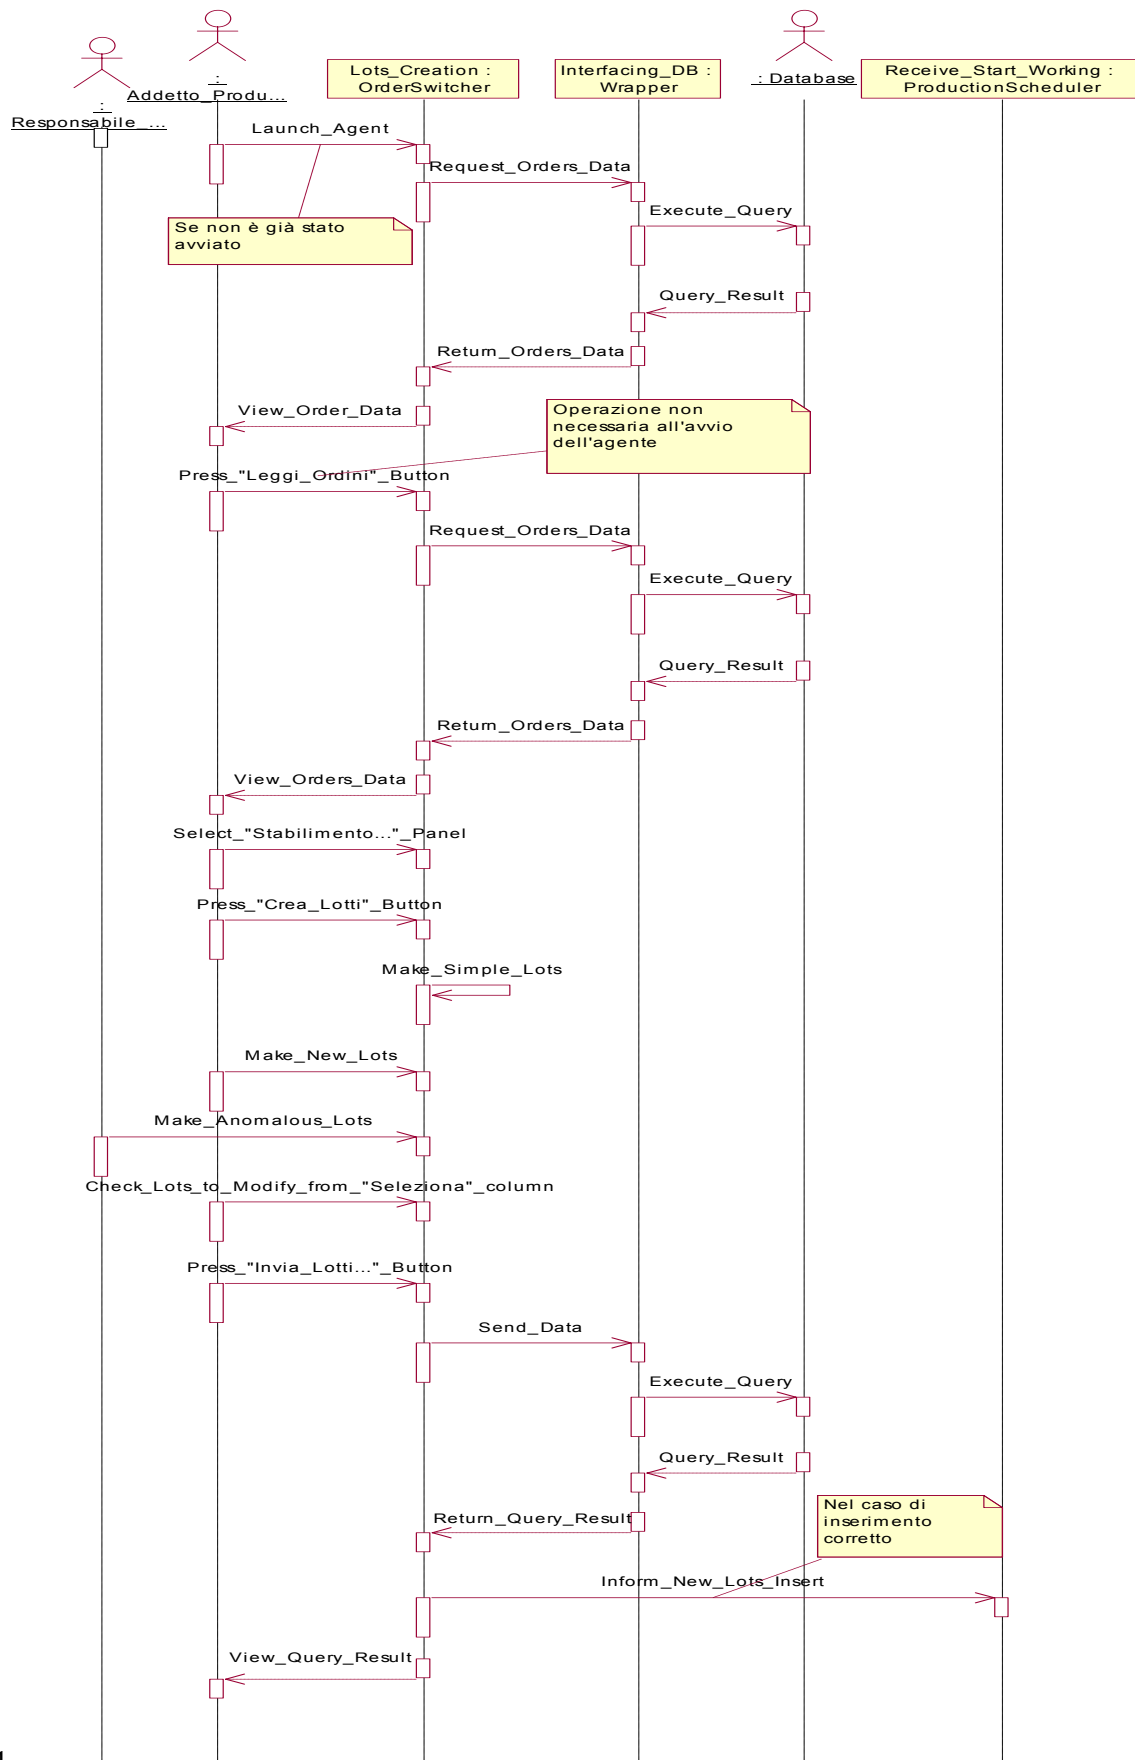 :
Addetto_Produ...
:
Responsabile_...
Lots_Creation :
OrderSwitcher
Interfacing_DB :
Wrapper
: Database
Receive_Start_Working :
ProductionScheduler
Launch_Agent
Request_Orders_Data
Execute_Query
Se non è già stato
avviato
Query_Result
Return_Orders_Data
View_Order_Data
Operazione non
necessaria all'avvio
dell'agente
Press_"Leggi_Ordini"_Button
Request_Orders_Data
Execute_Query
Query_Result
Return_Orders_Data
View_Orders_Data
Select_"Stabilimento..."_Panel
Press_"Crea_Lotti"_Button
Make_Simple_Lots
Make_New_Lots
Make_Anomalous_Lots
Check_Lots_to_Modify_from_"Seleziona"_column
Press_"Invia_Lotti..."_Button
Send_Data
Execute_Query
Query_Result
Return_Query_Result
Nel caso di
inserimento
corretto
Inform_New_Lots_Insert
View_Query_Result